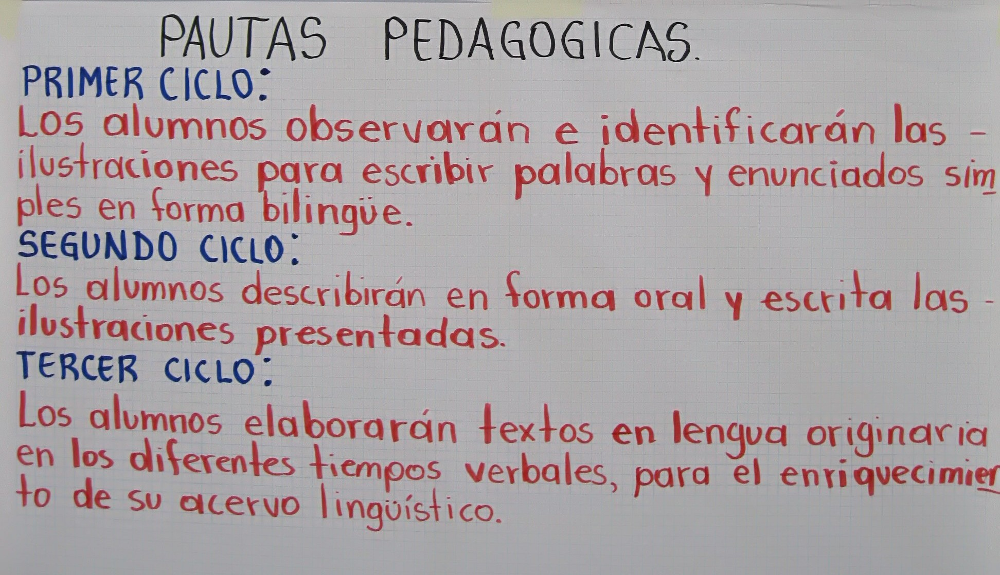 PAUTAS PEDAGOGICAS.
PRIMER CICLO:
Los alumnos observarán e identificarán las -
ilustraciones para escribir palabras y enunciados sim
ples en forma bilingüe.
SEGUNDO CICLO:
Los alumnos describirán en forma oral y escrita las -
ilustraciones presentadas.
TERCER CICLO:
Los alumnos elaborarán textos en lengua originaria
en los diferentes tiempos verbales, para el enriquecimien
to de su acervo lingüístico.